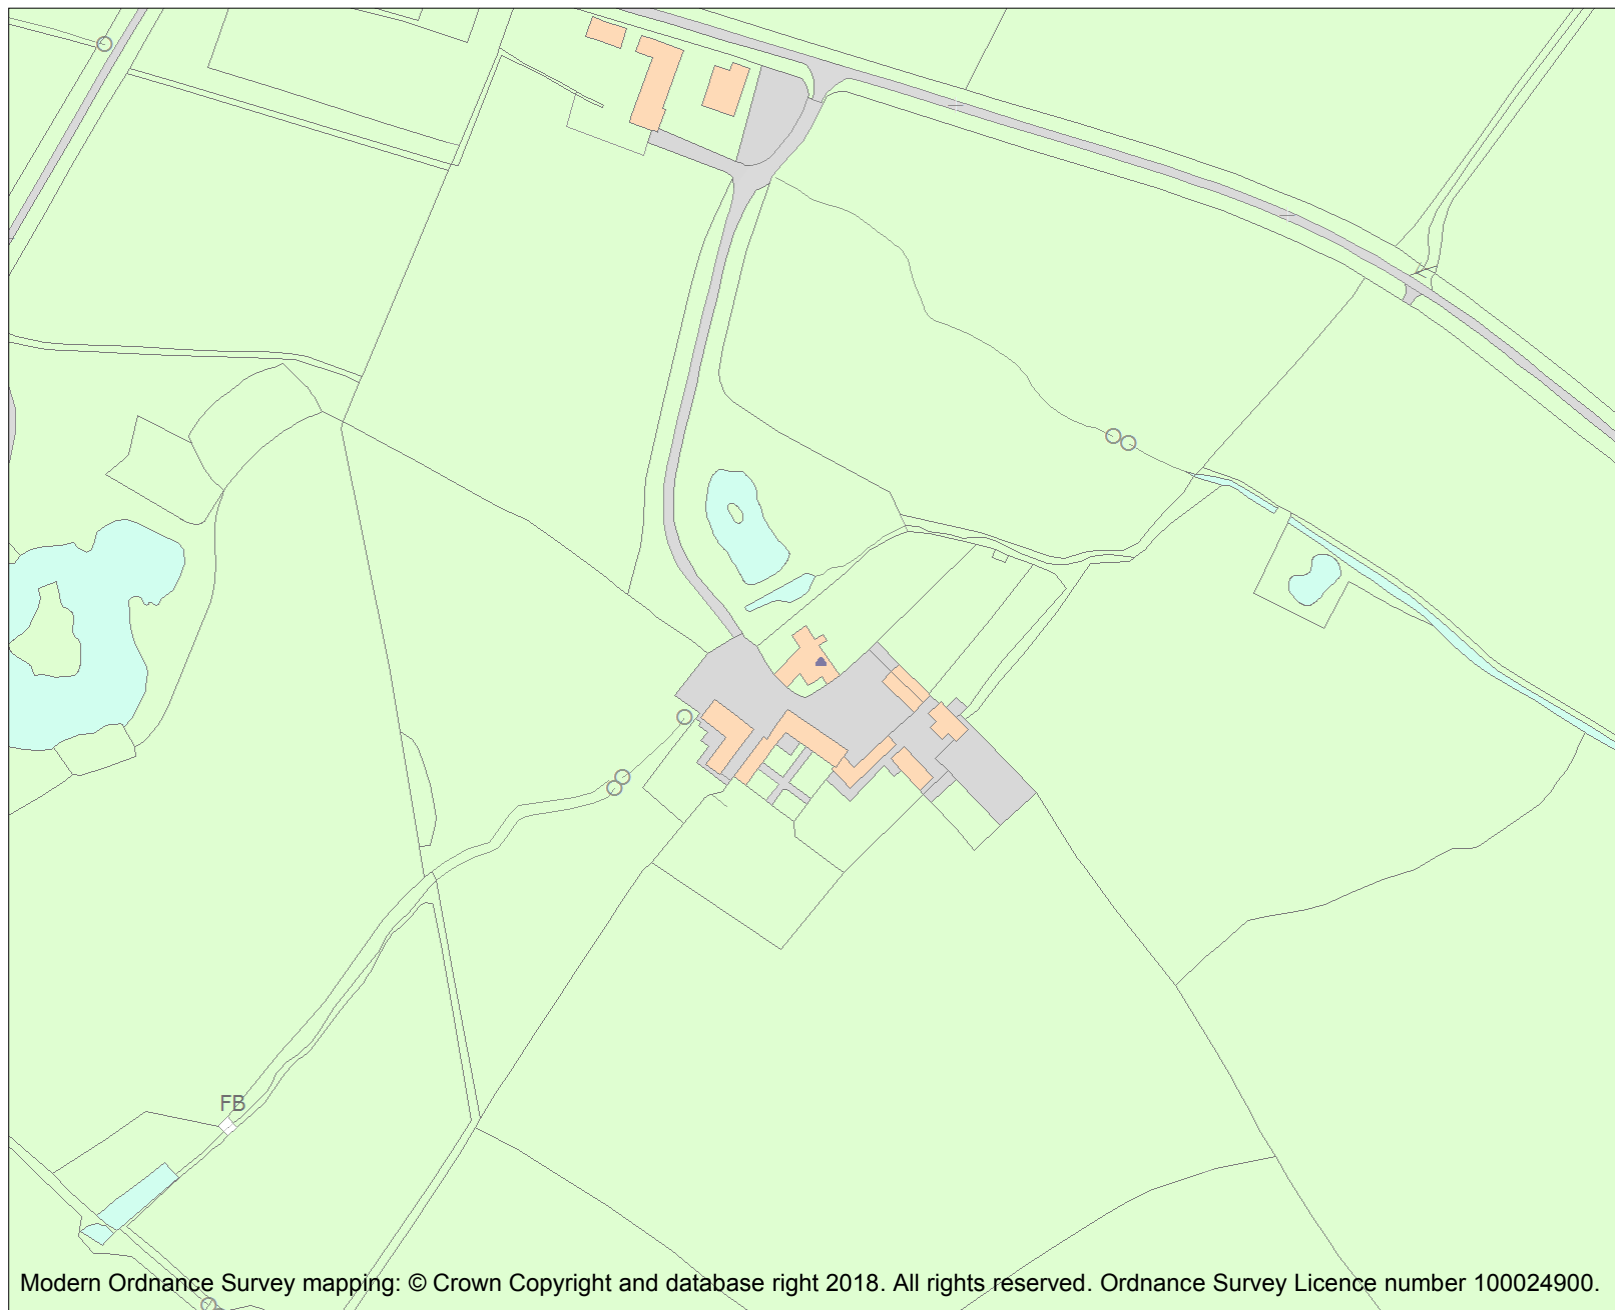 FB
Modern Ordnance Survey mapping: © Crown Copyright and database right 2018. All rights reserved. Ordnance Survey Licence number 100024900.